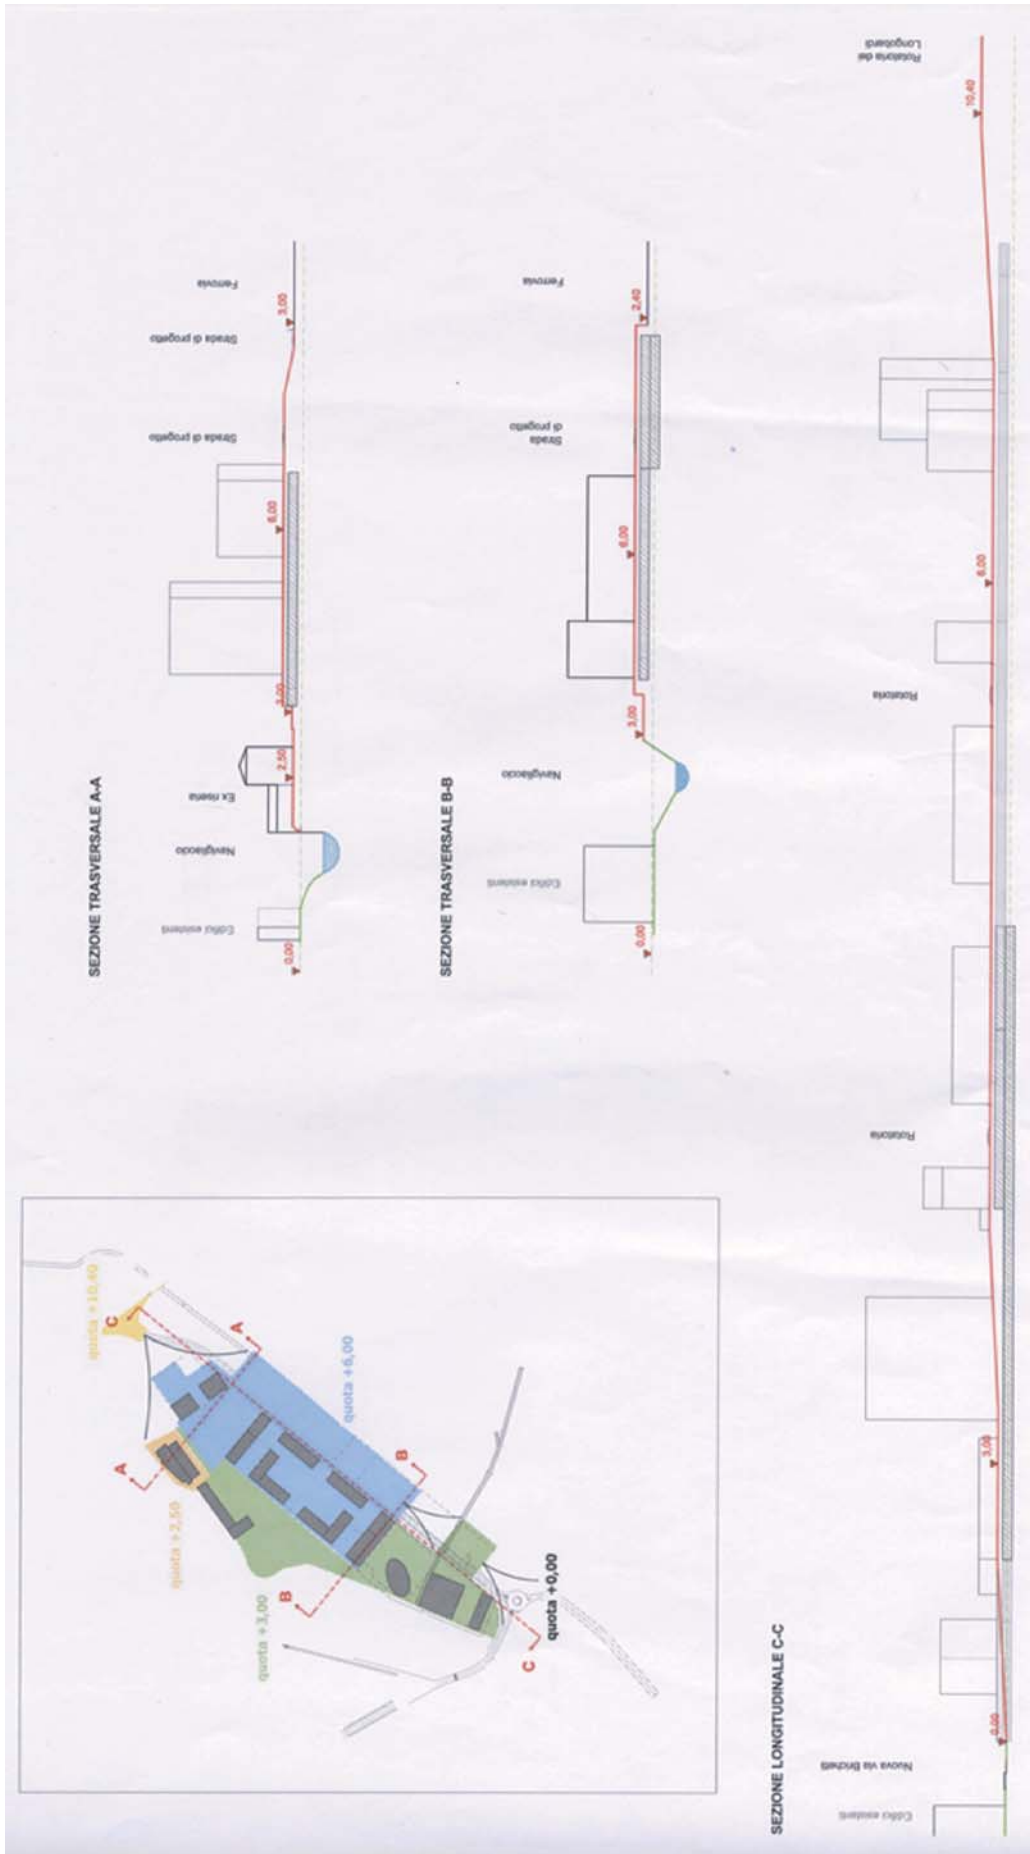 SEZIONE TRASVERSALE A-A
0,00
Edifici esistenti
Navigliaccio
Ex riseria
2,50
3,00
6,00
Strada di progetto
Strada di progetto
3,00
Ferrovia
SEZIONE TRASVERSALE B-B
0,00
Edifici esistenti
Navigliaccio
3,00
6,00
Strada
di progetto
2,40
Ferrovia
quota +10,40
quota +6,00
quota +2,50
quota +3,00
quota +0,00
A
A
B
B
C
C
SEZIONE LONGITUDINALE C-C
Edifici esistenti
Nuova via Brichetti
0,00
3,00
Rotatoria
Rotatoria
6,00
10,40
Rotatoria dei
Longobardi